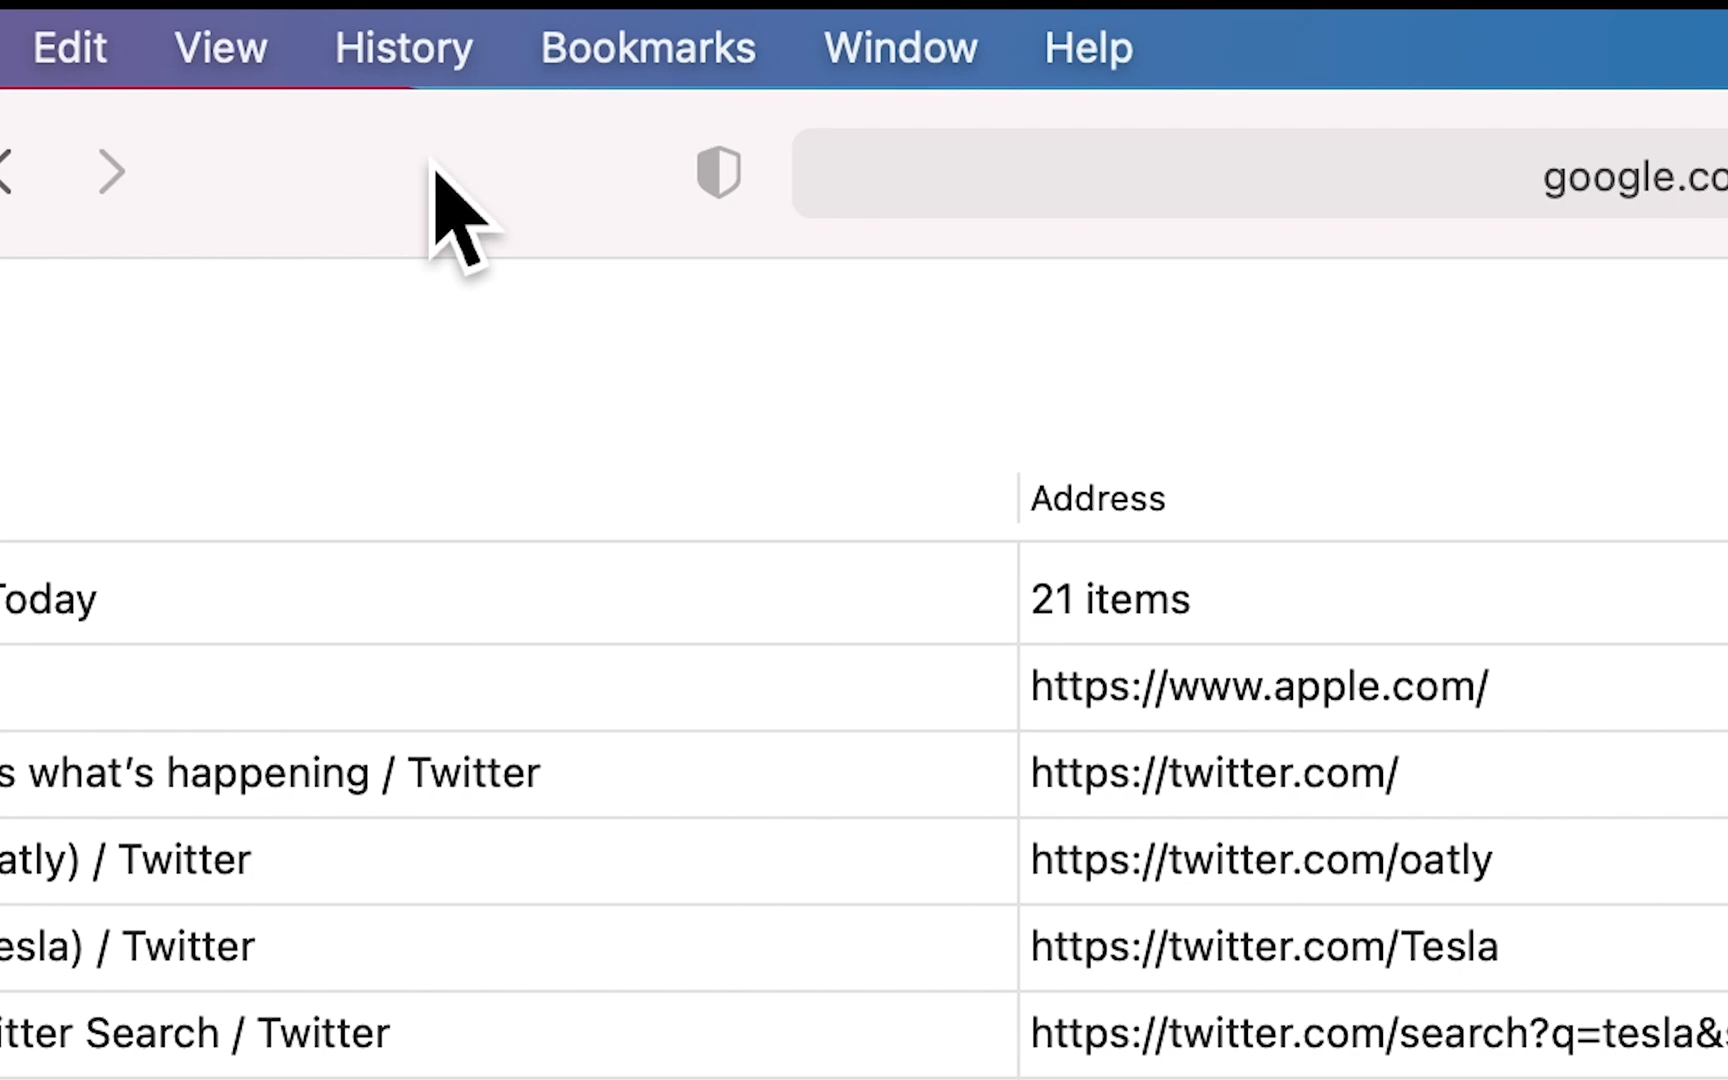 Edit View History Bookmarks Window Help
google.co
Address
Today 21 items
https://www.apple.com/
s what's happening / Twitter https://twitter.com/
atly) / Twitter https://twitter.com/oatly
esla) / Twitter https://twitter.com/Tesla
itter Search / Twitter https://twitter.com/search?q=tesla&